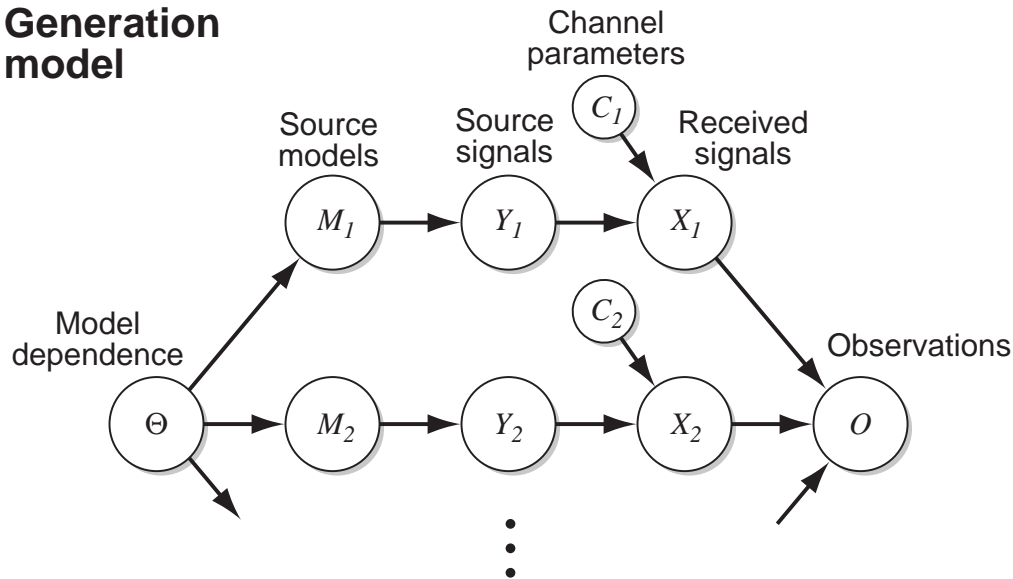 Generation
model
Channel
parameters
C1
Source
models
Source
signals
Received
signals
M1
Y1
X1
C2
Model
dependence
Observations
Θ
M2
Y2
X2
O